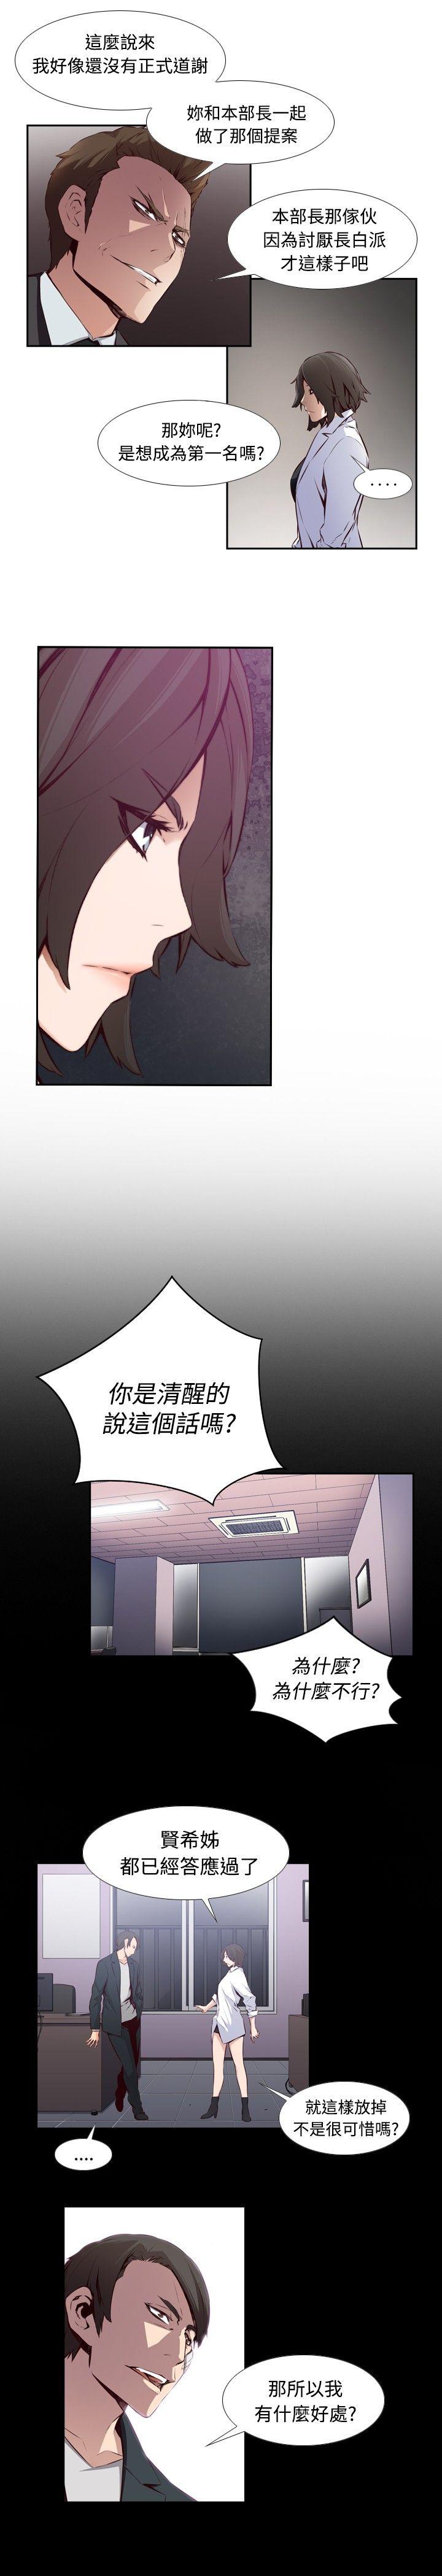 這麼說來
我好像還沒有正式道謝
妳和本部長一起
做了那個提案
本部長那傢伙
因為討厭長白派
才這樣子吧
那妳呢?
是想成為第一名嗎?
....
你是清醒的
說這個話嗎?
為什麼?
為什麼不行?
賢希姊
都已經答應過了
就這樣放掉
不是很可惜嗎?
....
那所以我
有什麼好處?